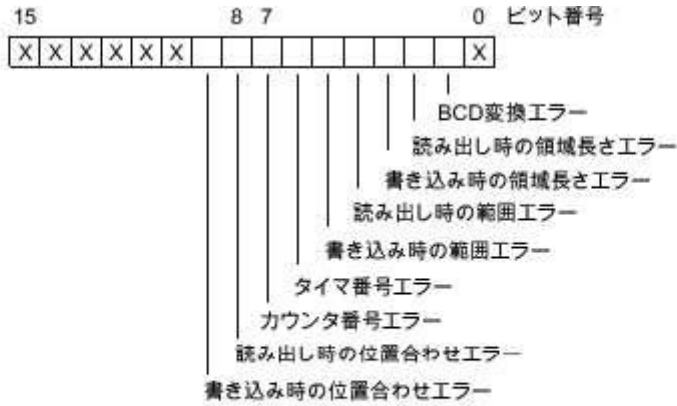 15 8 7 0 ビット番号
X X X X X X X
BCD変換エラー
読み出し時の領域長さエラー
書き込み時の領域長さエラー
読み出し時の範囲エラー
書き込み時の範囲エラー
タイマ番号エラー
カウンタ番号エラー
読み出し時の位置合わせエラー
書き込み時の位置合わせエラー